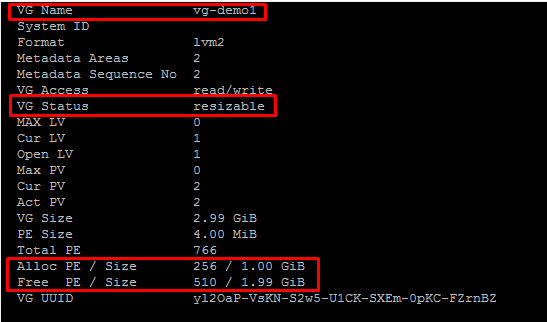 VG Name vg-demo1
System ID
Format lvm2
Metadata Areas 2
Metadata Sequence No 2
VG Access read/write
VG Status resizable
MAX LV 0
Cur LV 1
Open LV 1
Max PV 0
Cur PV 2
Act PV 2
VG Size 2.99 GiB
PE Size 4.00 MiB
Total PE 766
Alloc PE / Size 256 / 1.00 GiB
Free PE / Size 510 / 1.99 GiB
VG UUID yl2OaP-VsKN-S2w5-U1CK-SXEm-0pKC-FZrnBZ